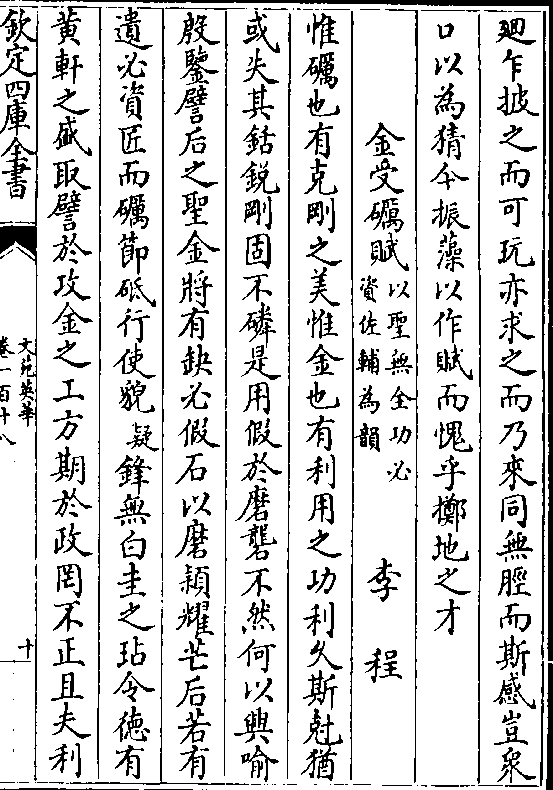 廻乍披之而可玩亦求之而乃來同無脛而斯感豈衆
口以為猜今振藻以作賦而愧乎擲地之才
金受礪賦以聖無全功必資佐輔為韻
李程
惟礪也有克剛之美惟金也有利用之功利久斯尅猶
或失其銛鋭剛固不磷是用假於磨礱不然何以興喻
殷鑒譬后之聖金將有缺必假石以磨熲耀芒后若有
遺必資匠而礪節砥行使貌疑鋒無白圭之玷令徳有
黄軒之盛取譬於攻金之工方期於政罔不正且夫利
欽定四庫全書
文苑英華
卷一百十八
十